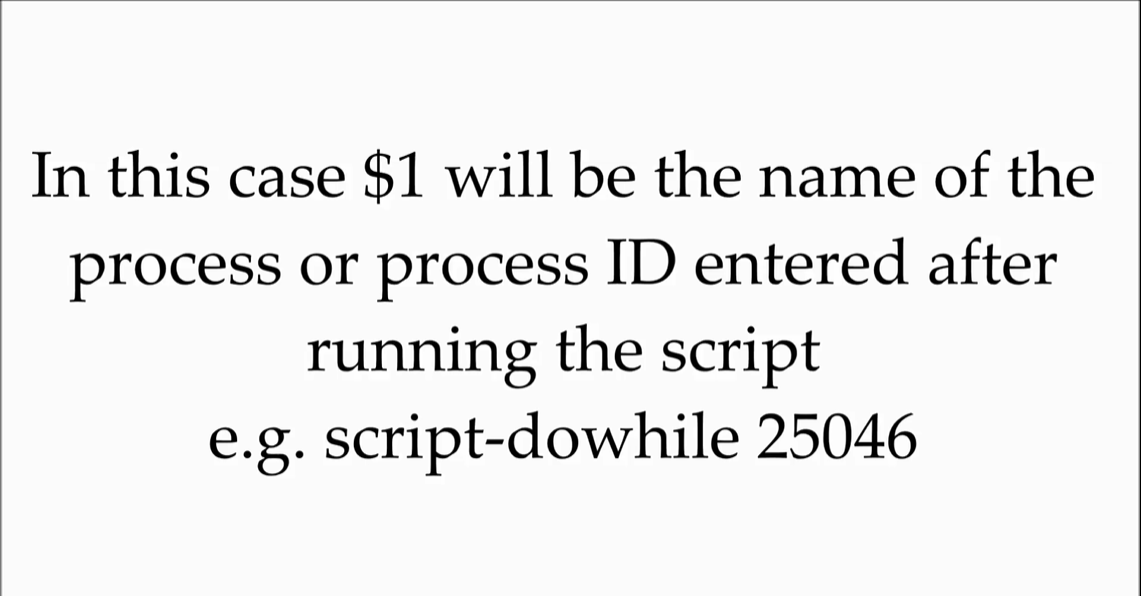 In this case $1 will be the name of the
process or process ID entered after
running the script
e.g. script-dowhile 25046